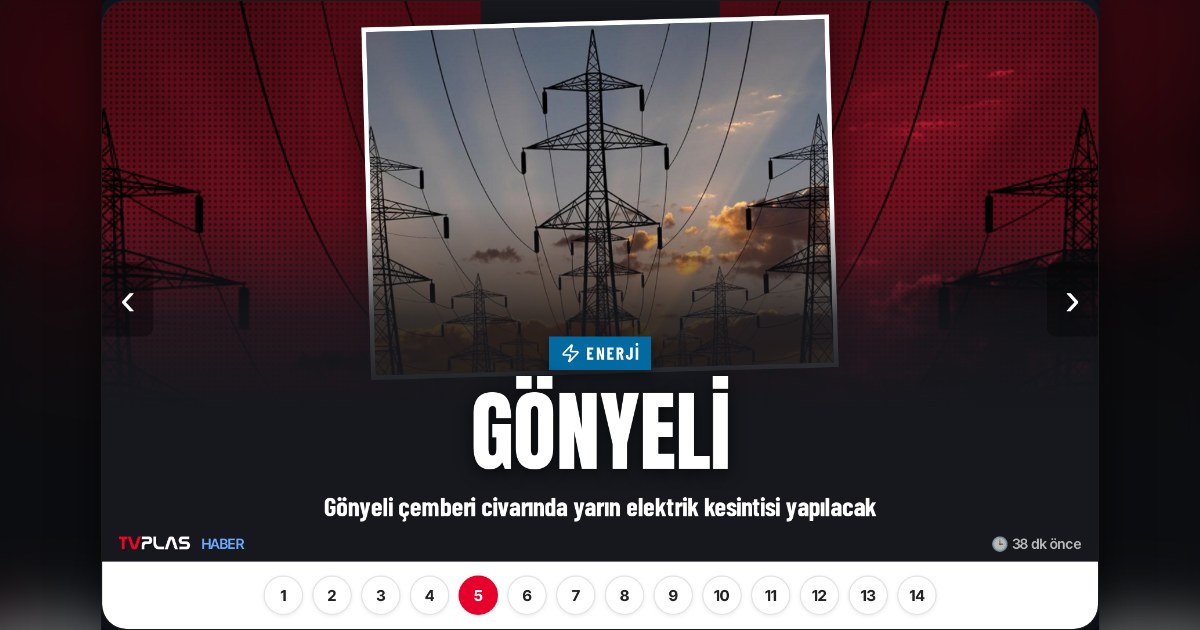 ENERJİ
GÖNYELİ
Gönyeli çemberi civarında yarın elektrik kesintisi yapılacak
TVPLAS HABER
38 dk önce
1 2 3 4 5 6 7 8 9 10 11 12 13 14